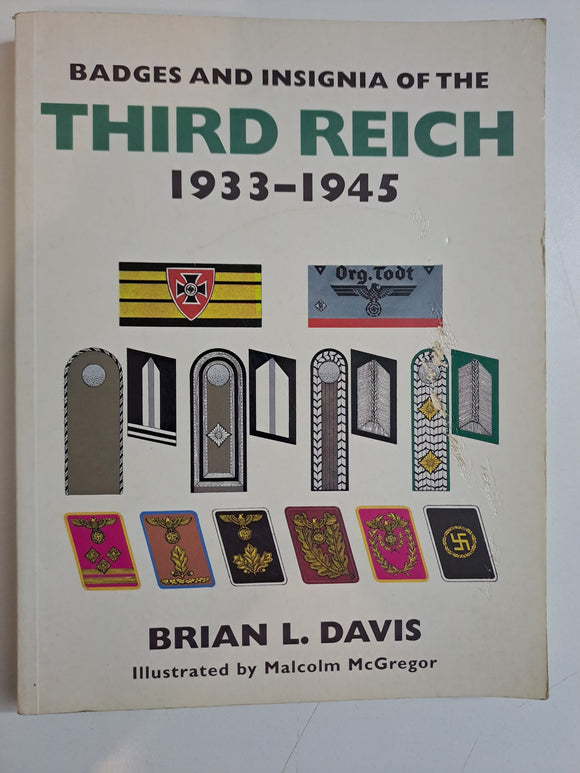 BADGES AND INSIGNIA OF THE
THIRD REICH
1933–1945
Org.Todt
BRIAN L. DAVIS
Illustrated by Malcolm McGregor